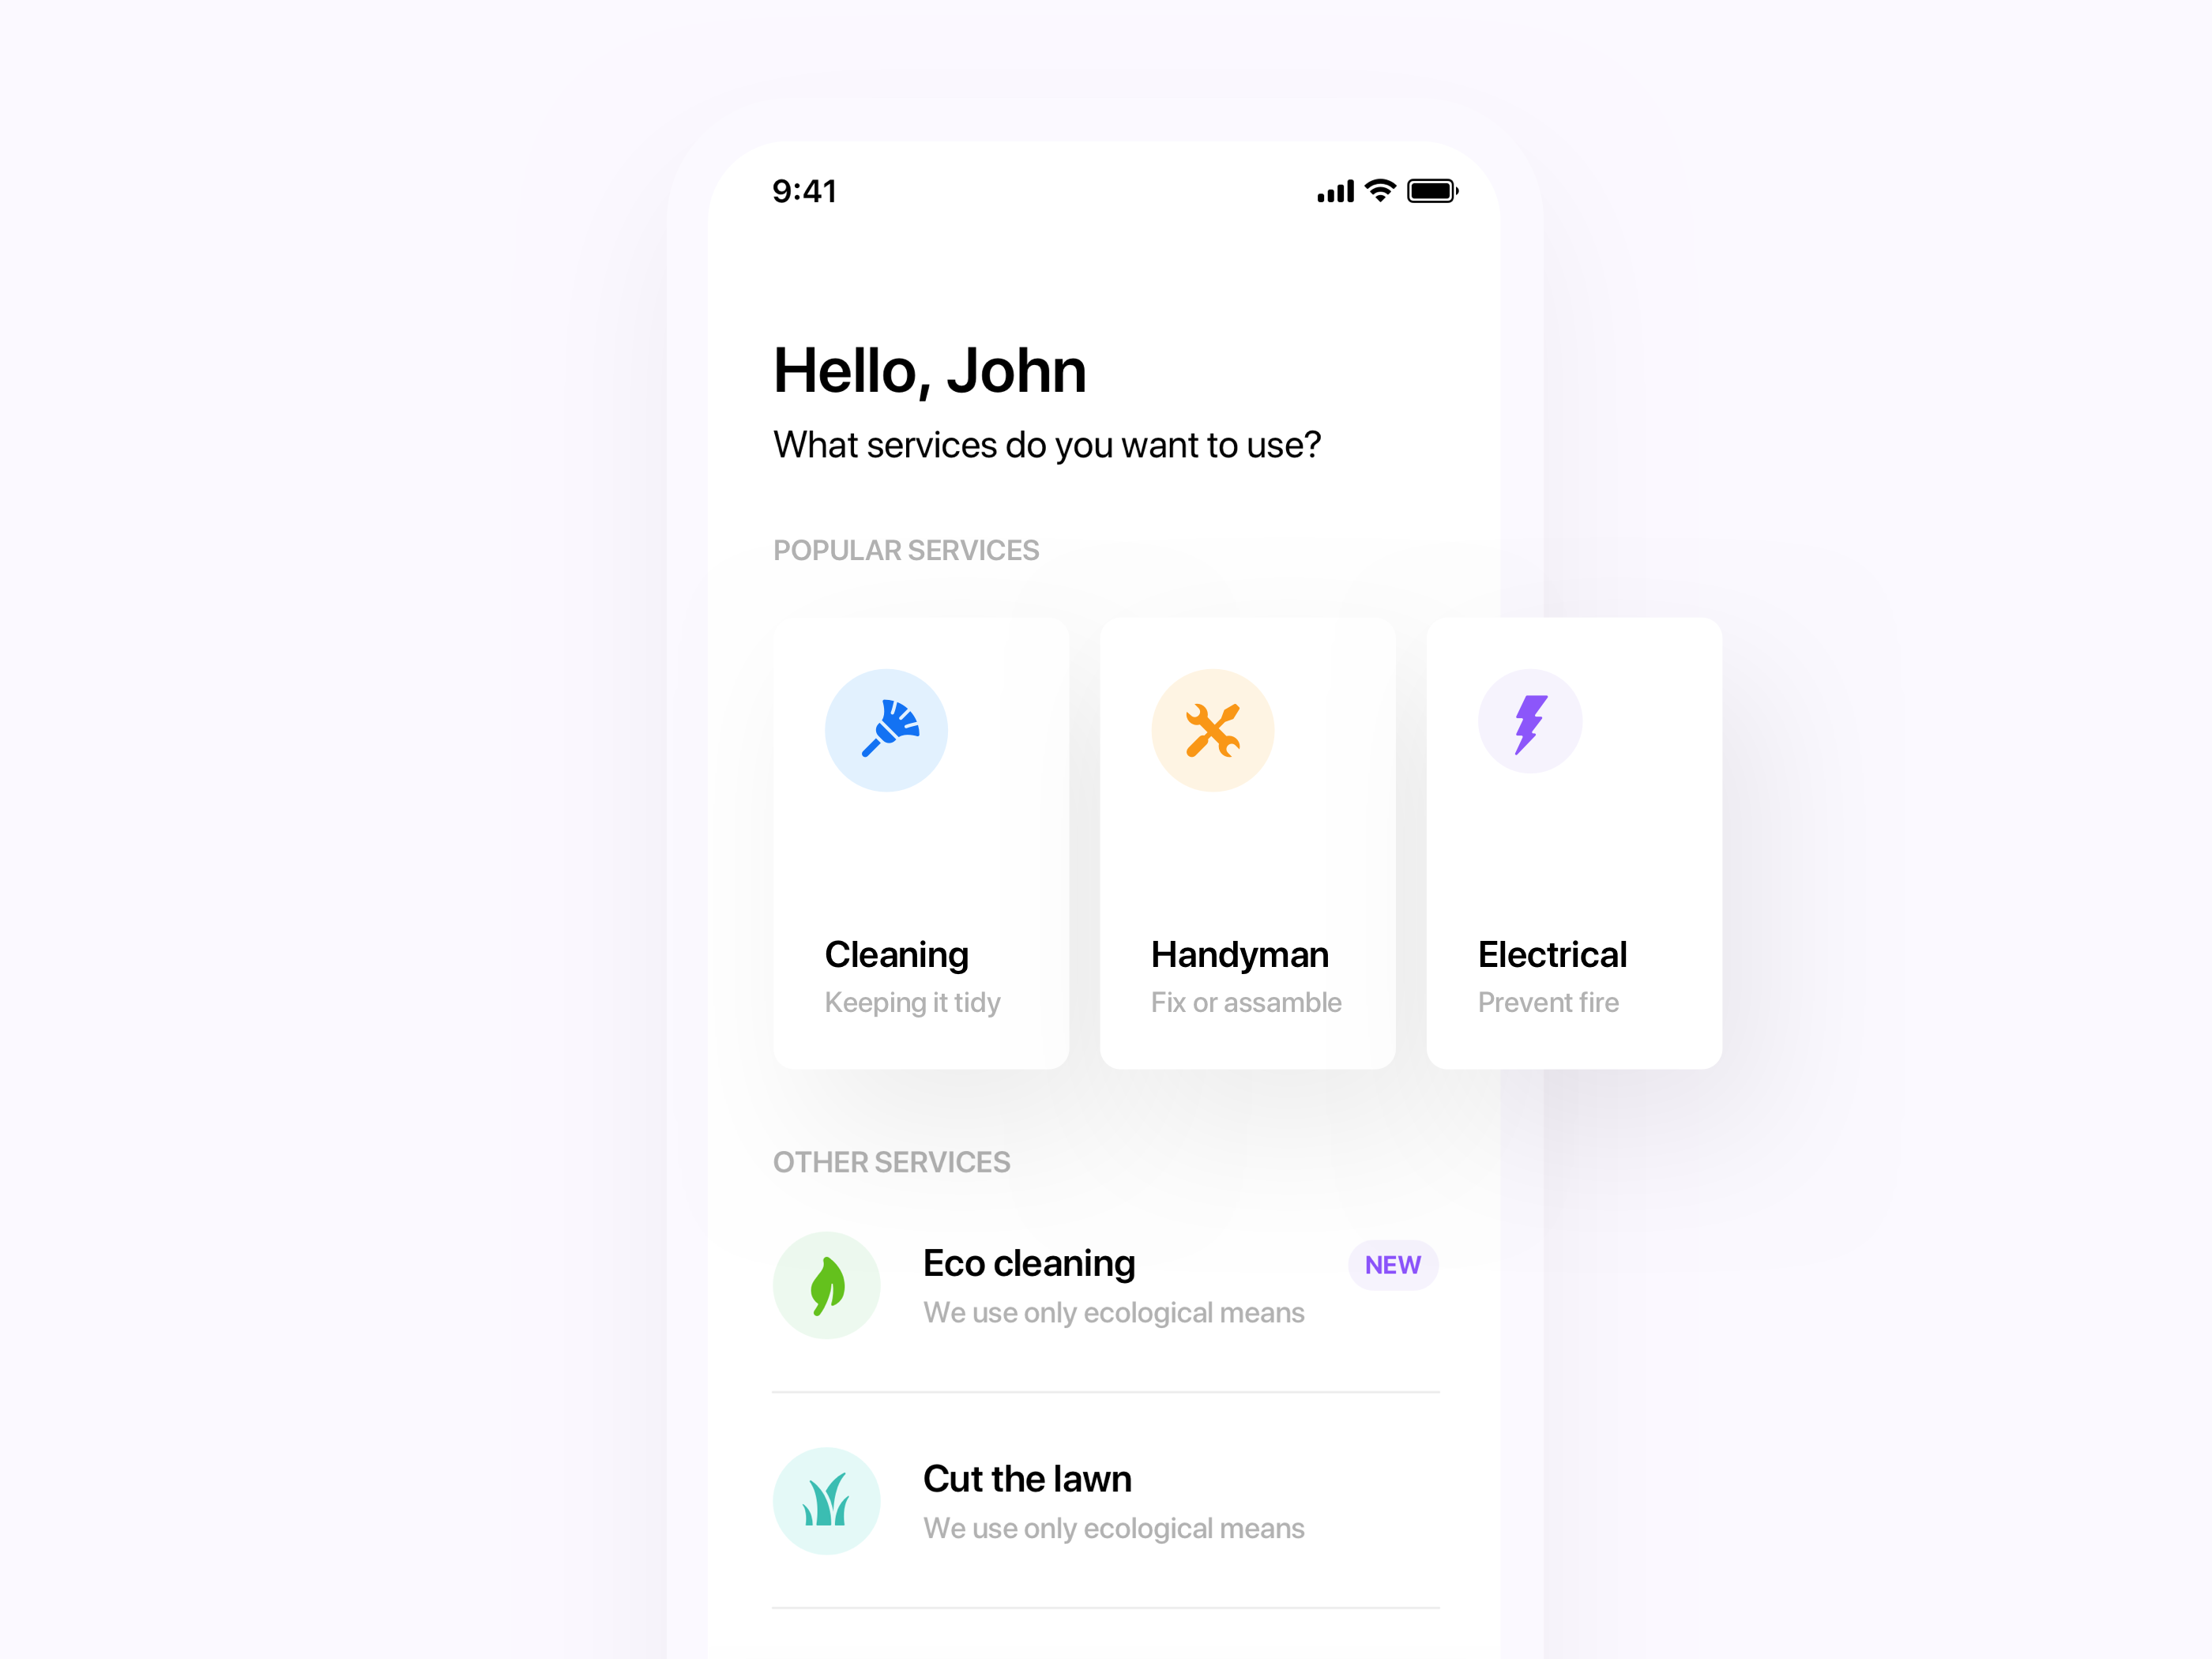 9:41
Hello, John
What services do you want to use?
POPULAR SERVICES
Cleaning
Keeping it tidy
Handyman
Fix or assamble
Electrical
Prevent fire
OTHER SERVICES
Eco cleaning
NEW
We use only ecological means
Cut the lawn
We use only ecological means